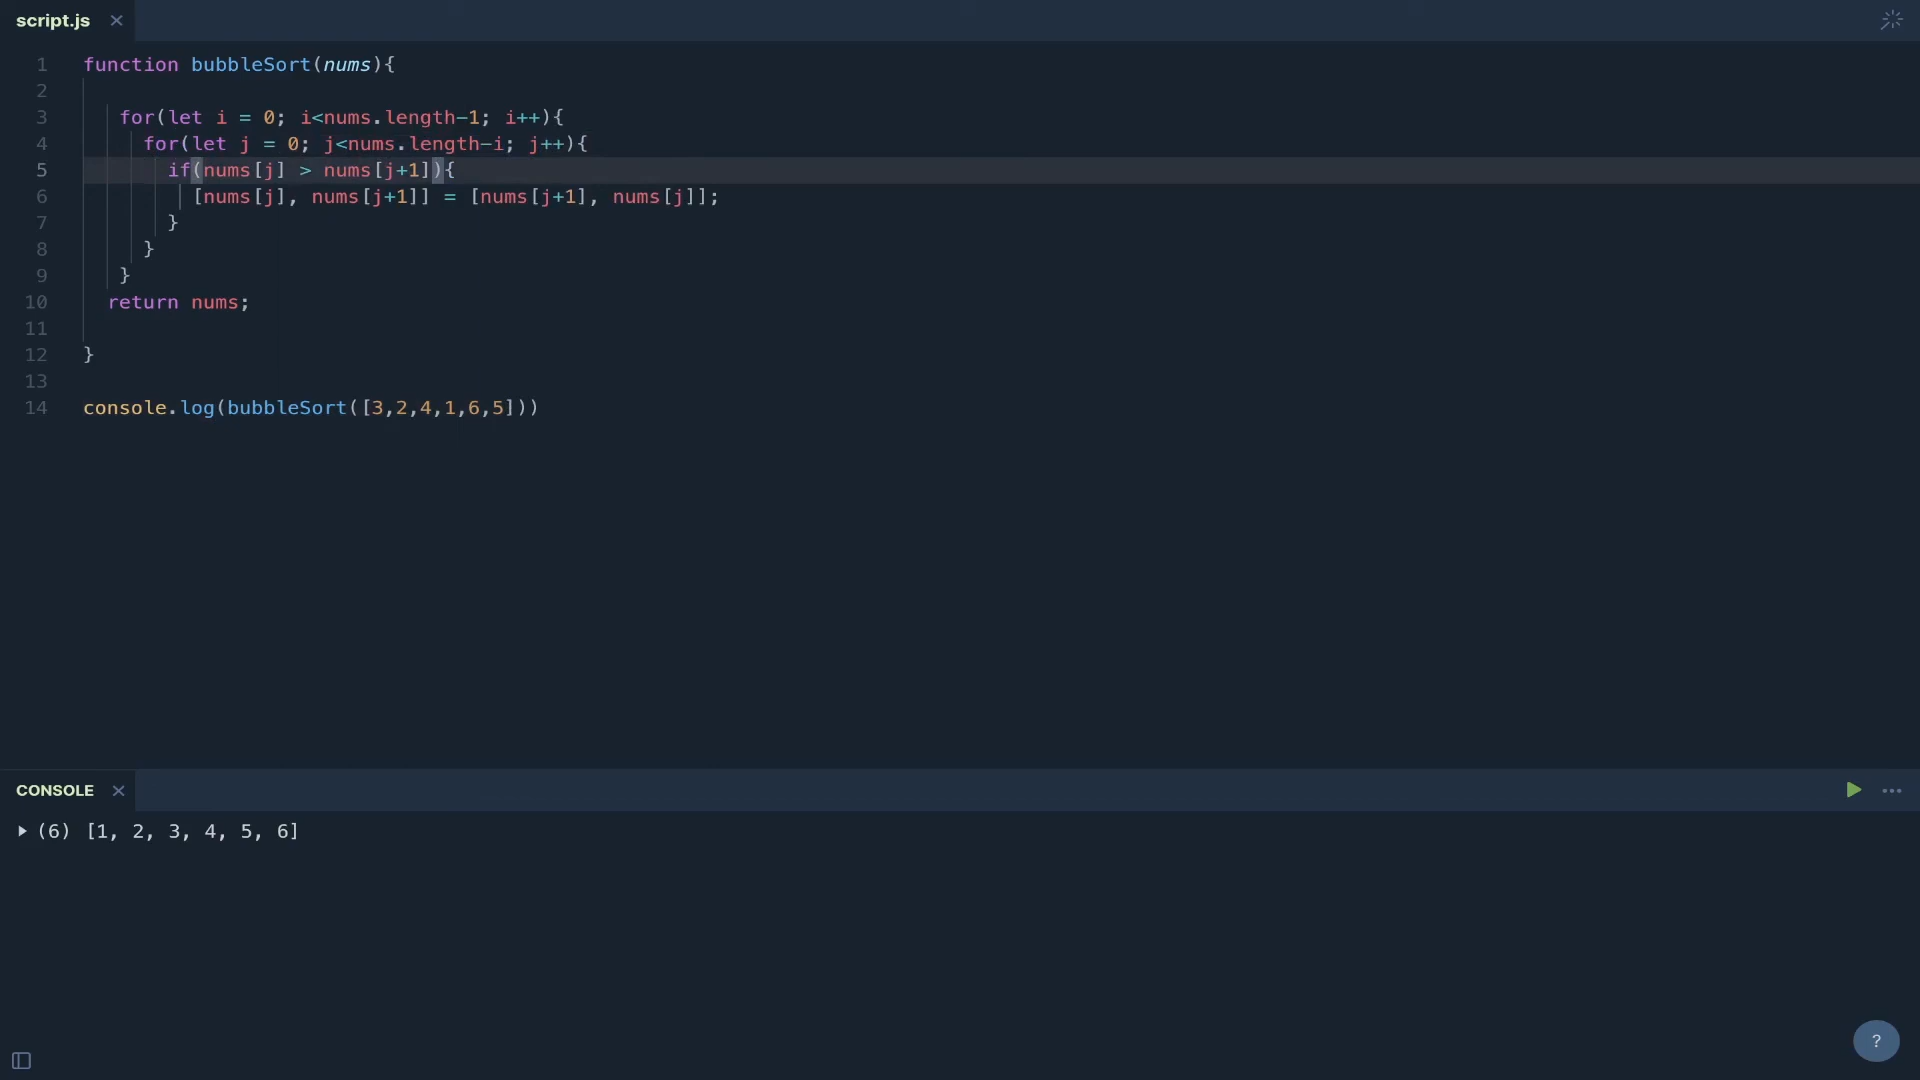 script.js
1 function bubbleSort(nums){
2
3 for(let i = 0; i<nums.length-1; i++){
4 for(let j = 0; j<nums.length-i; j++){
5 if(nums[j] > nums[j+1]){
6 [nums[j], nums[j+1]] = [nums[j+1], nums[j]];
7 }
8 }
9 }
10 return nums;
11
12 }
13
14 console.log(bubbleSort([3,2,4,1,6,5]))
CONSOLE
(6) [1, 2, 3, 4, 5, 6]
?